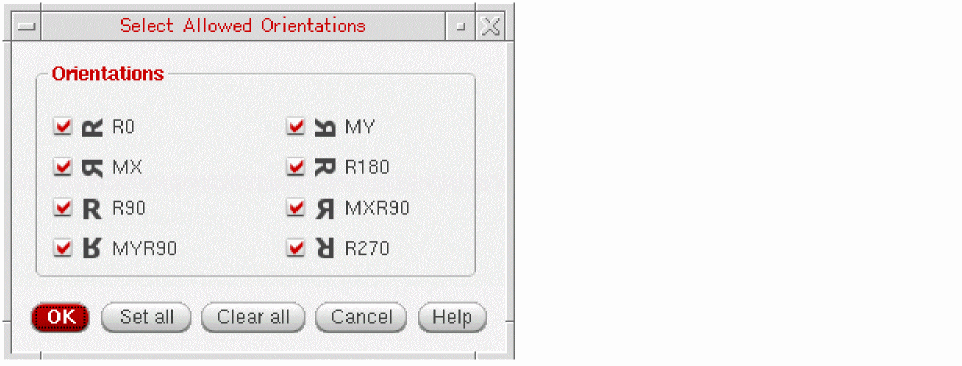 Select Allowed Orientations
Orientations
R R0
R MY
R MX
R R180
R R90
R MXR90
R MYR90
R R270
OK Set all Clear all Cancel Help